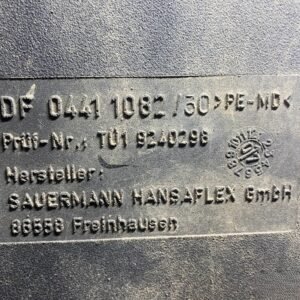 DF 0441 1082/30 >PE-MD<
Prüf-Nr.: TÜ1 9240298
Hersteller:
SAUERMANN HANSAFLEX GmbH
86558 Freinhausen